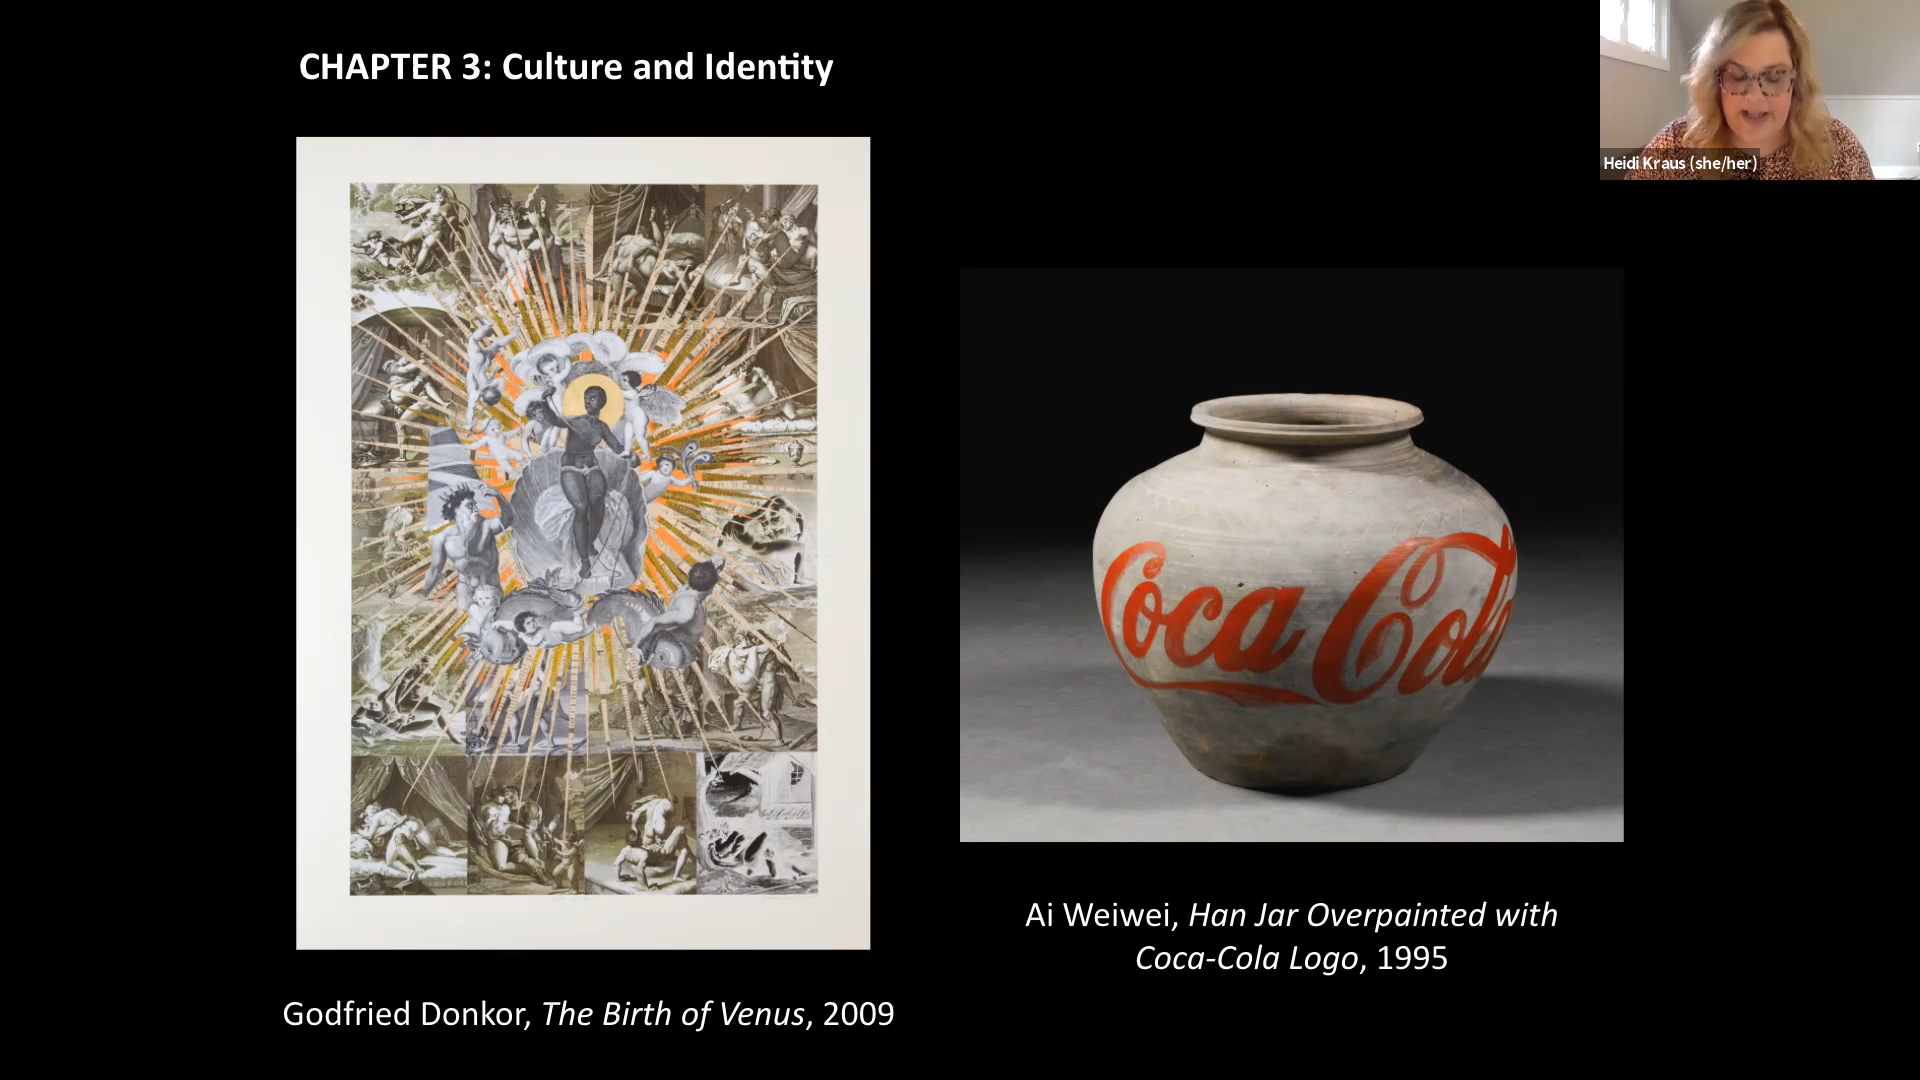 CHAPTER 3: Culture and Identity
Heidi Kraus (she/her)
Coca Cola
Ai Weiwei, Han Jar Overpainted with
Coca-Cola Logo, 1995
Godfried Donkor, The Birth of Venus, 2009